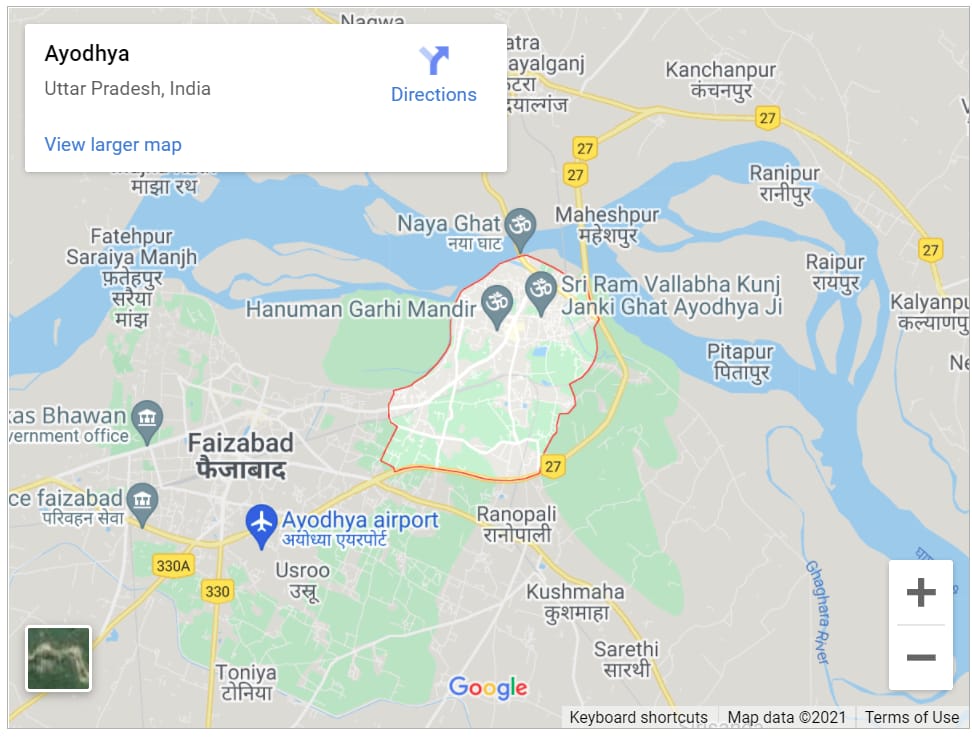 Nagwa
Ayodhya
Uttar Pradesh, India
Directions
View larger map
atra
ayalganj
Kanchanpur
कंचनपुर
27
27
27
माझा रथ
Ranipur
रानीपुर
Naya Ghat
नया घाट
Maheshpur
महेशपुर
Fatehpur
Saraiya Manjh
फ़तेहपुर
सरैया
मांझ
27
Raipur
रायपुर
Hanuman Garhi Mandir
Sri Ram Vallabha Kunj
Janki Ghat Ayodhya Ji
Kalyanpu
कल्याणपु
Pitapur
पितापुर
Ne
kas Bhawan
vernment office
Faizabad
फैजाबाद
27
ce faizabad
परिवहन सेवा
Ayodhya airport
अयोध्या एयरपोर्ट
Ranopali
रानोपाली
330A
Usroo
उस्रू
330
Kushmaha
कुशमाहा
Ghaghara River
Sarethi
सारथी
Toniya
टोनिया
Google
Keyboard shortcuts
Map data ©2021
Terms of Use